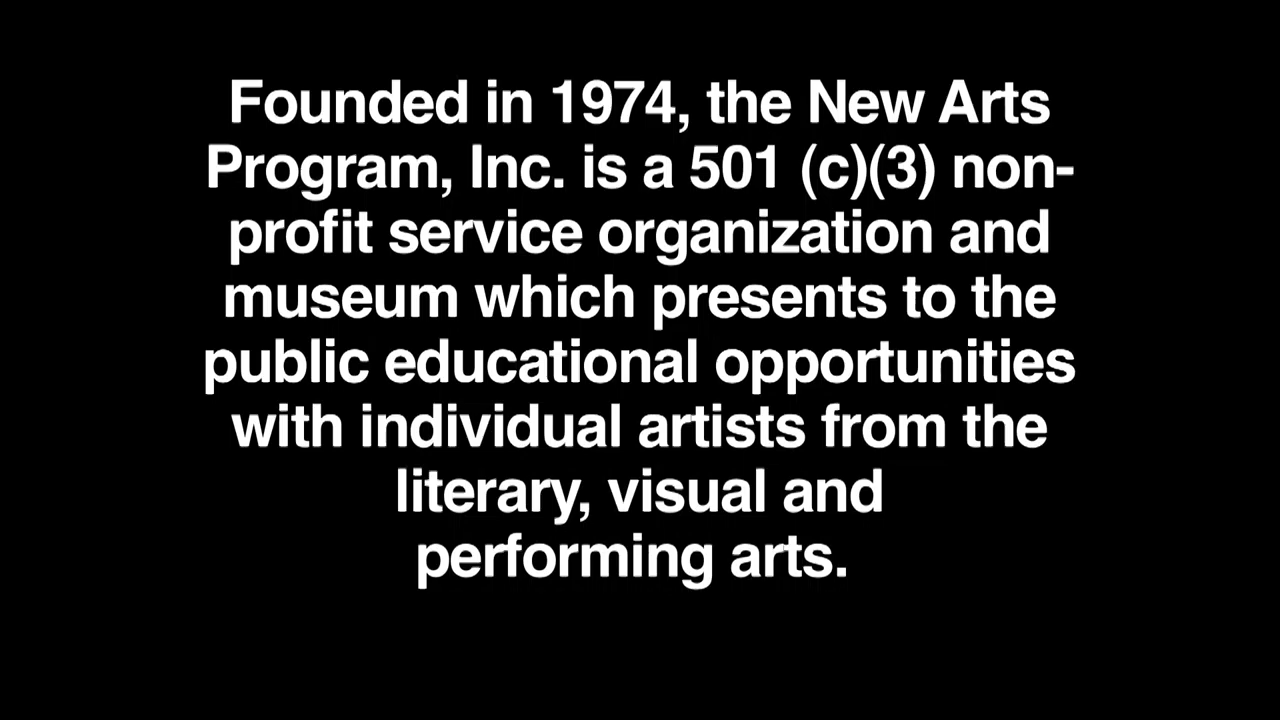 Founded in 1974, the New Arts
Program, Inc. is a 501 (c)(3) non-
profit service organization and
museum which presents to the
public educational opportunities
with individual artists from the
literary, visual and
performing arts.